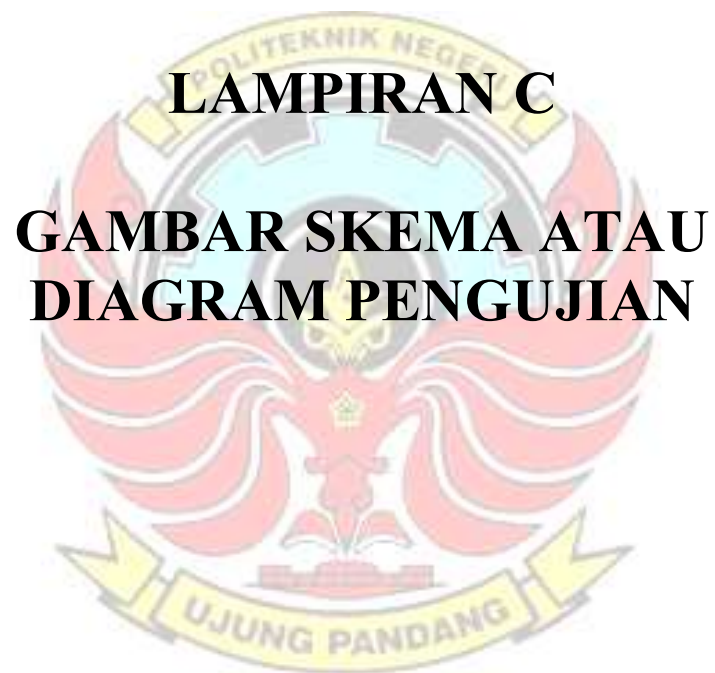 POLITEKNIK NEGERI
LAMPIRAN C
GAMBAR SKEMA ATAU
DIAGRAM PENGUJIAN
UJUNG PANDANG